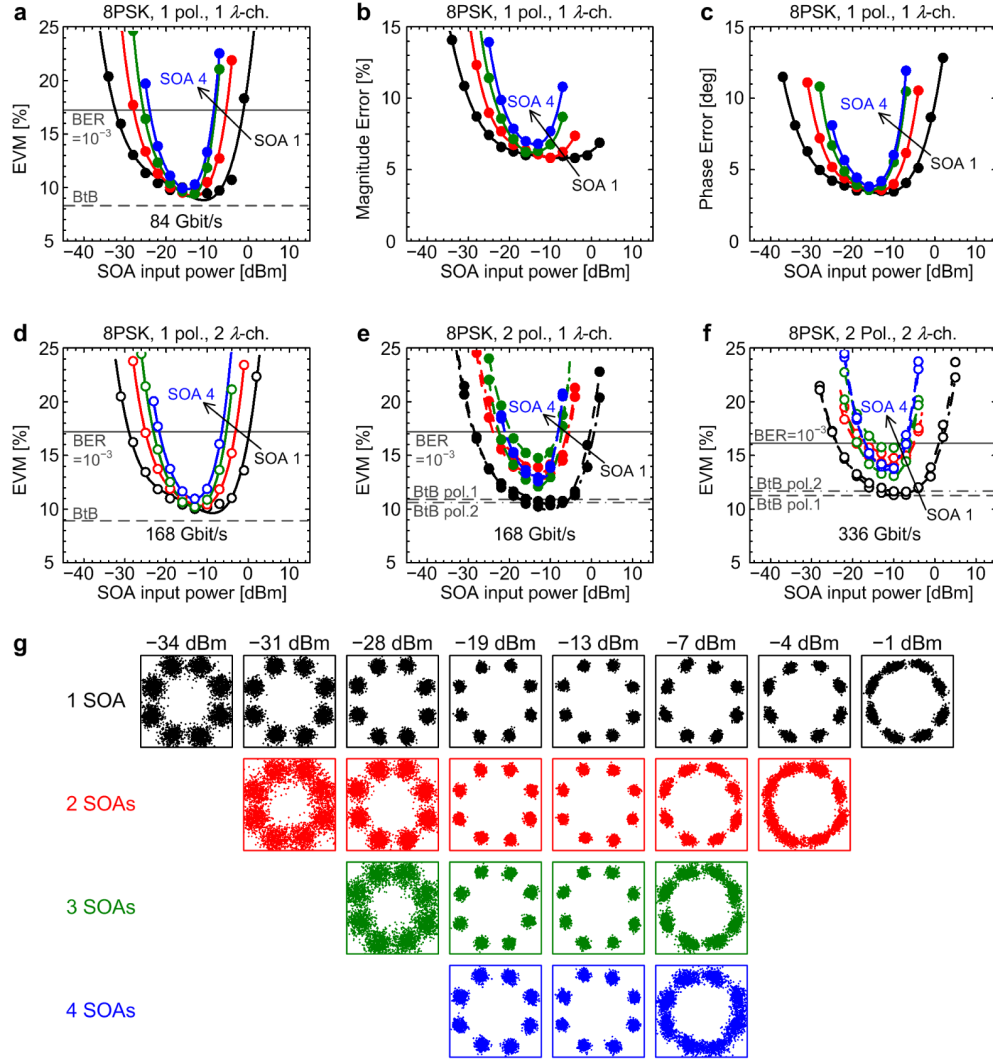 a 8PSK, 1 pol., 1 λ-ch.
EVM [%]
25
20
15
10
5
SOA 4
SOA 1
BER
=10⁻³
BtB
84 Gbit/s
−40 −30 −20 −10 0 10
SOA input power [dBm]
b 8PSK, 1 pol., 1 λ-ch.
Magnitude Error [%]
15
10
5
0
SOA 4
SOA 1
−40 −30 −20 −10 0 10
SOA input power [dBm]
c 8PSK, 1 pol., 1 λ-ch.
Phase Error [deg]
15
10
5
0
SOA 4
SOA 1
−40 −30 −20 −10 0 10
SOA input power [dBm]
d 8PSK, 1 pol., 2 λ-ch.
EVM [%]
25
20
15
10
5
SOA 4
SOA 1
BER
=10⁻³
BtB
168 Gbit/s
−40 −30 −20 −10 0 10
SOA input power [dBm]
e 8PSK, 2 pol., 1 λ-ch.
EVM [%]
25
20
15
10
5
SOA 4
BER
=10⁻³
SOA 1
BtB pol.1
BtB pol.2
168 Gbit/s
−40 −30 −20 −10 0 10
SOA input power [dBm]
f 8PSK, 2 Pol., 2 λ-ch.
EVM [%]
25
20
15
10
5
SOA 4
BER=10⁻³
BtB pol.2
BtB pol.1
SOA 1
336 Gbit/s
−40 −30 −20 −10 0 10
SOA input power [dBm]
g −34 dBm −31 dBm −28 dBm −19 dBm −13 dBm −7 dBm −4 dBm −1 dBm
1 SOA
2 SOAs
3 SOAs
4 SOAs